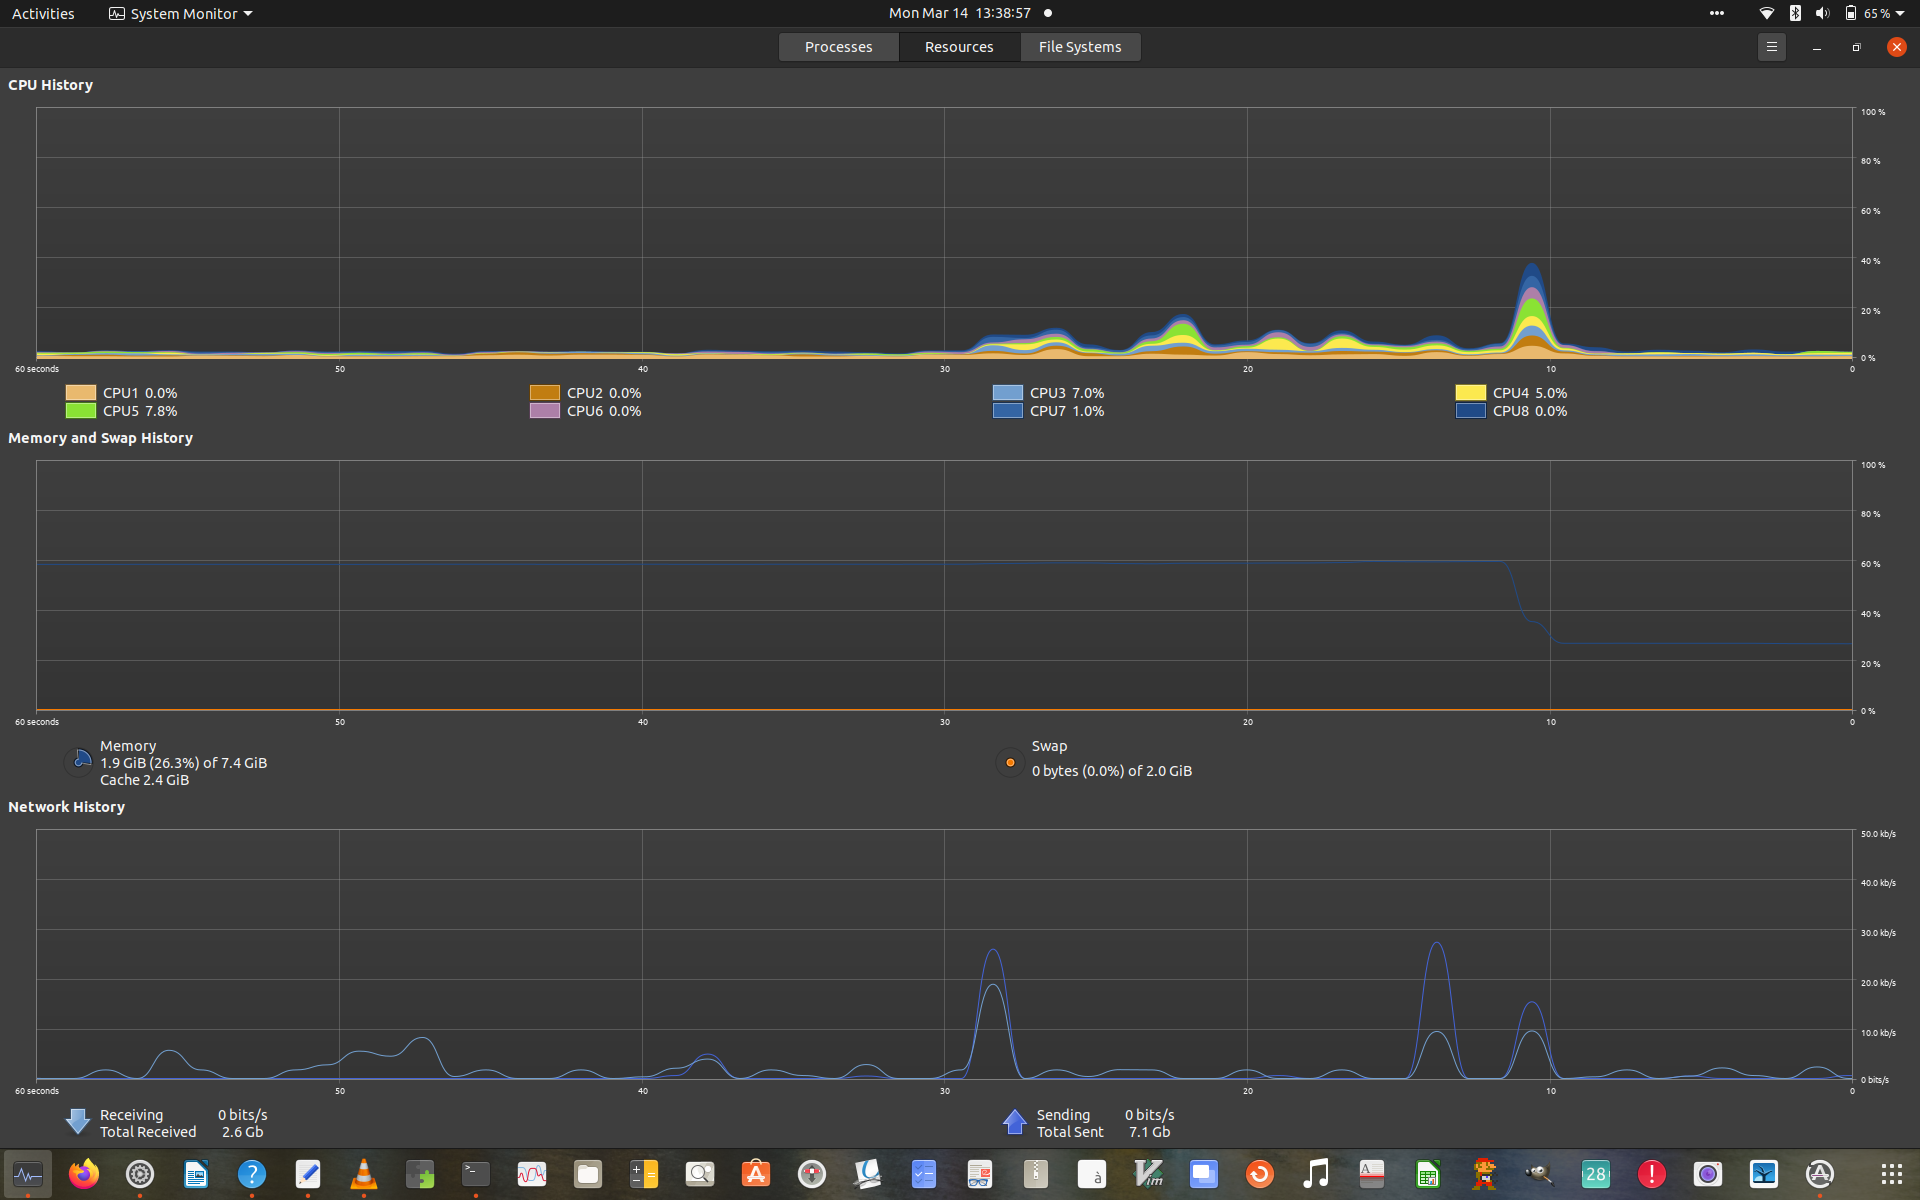 Activities System Monitor Mon Mar 14 13:38:57 65 %
Processes Resources File Systems
CPU History
100 %
80 %
60 %
40 %
20 %
0 %
60 seconds 50 40 30 20 10 0
CPU1 0.0% CPU2 0.0% CPU3 7.0% CPU4 5.0%
CPU5 7.8% CPU6 0.0% CPU7 1.0% CPU8 0.0%
Memory and Swap History
100 %
80 %
60 %
40 %
20 %
0 %
60 seconds 50 40 30 20 10 0
Memory Swap
1.9 GiB (26.3%) of 7.4 GiB 0 bytes (0.0%) of 2.0 GiB
Cache 2.4 GiB
Network History
50.0 kb/s
40.0 kb/s
30.0 kb/s
20.0 kb/s
10.0 kb/s
0 bits/s
60 seconds 50 40 30 20 10 0
Receiving 0 bits/s Sending 0 bits/s
Total Received 2.6 Gb Total Sent 7.1 Gb
? >_ A à Vim A 28 !